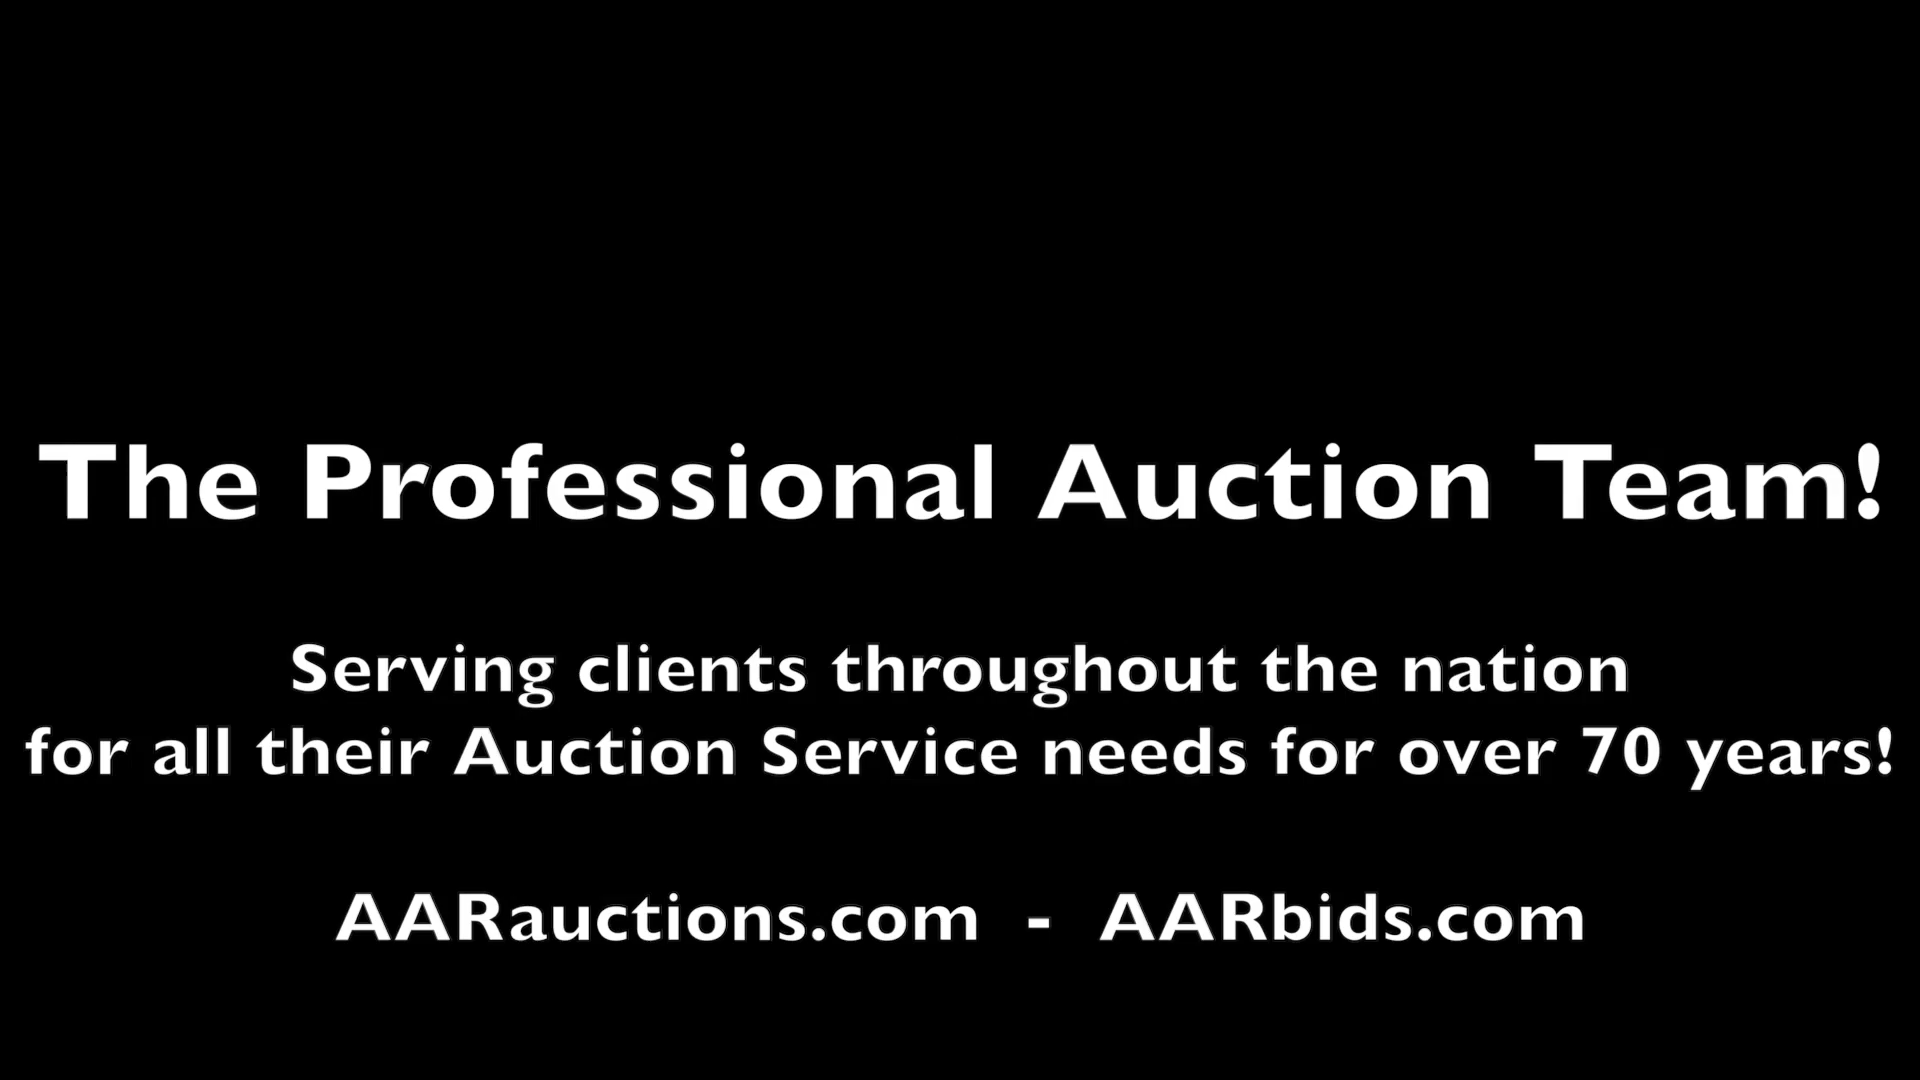 The Professional Auction Team!
Serving clients throughout the nation
for all their Auction Service needs for over 70 years!
AARauctions.com - AARbids.com